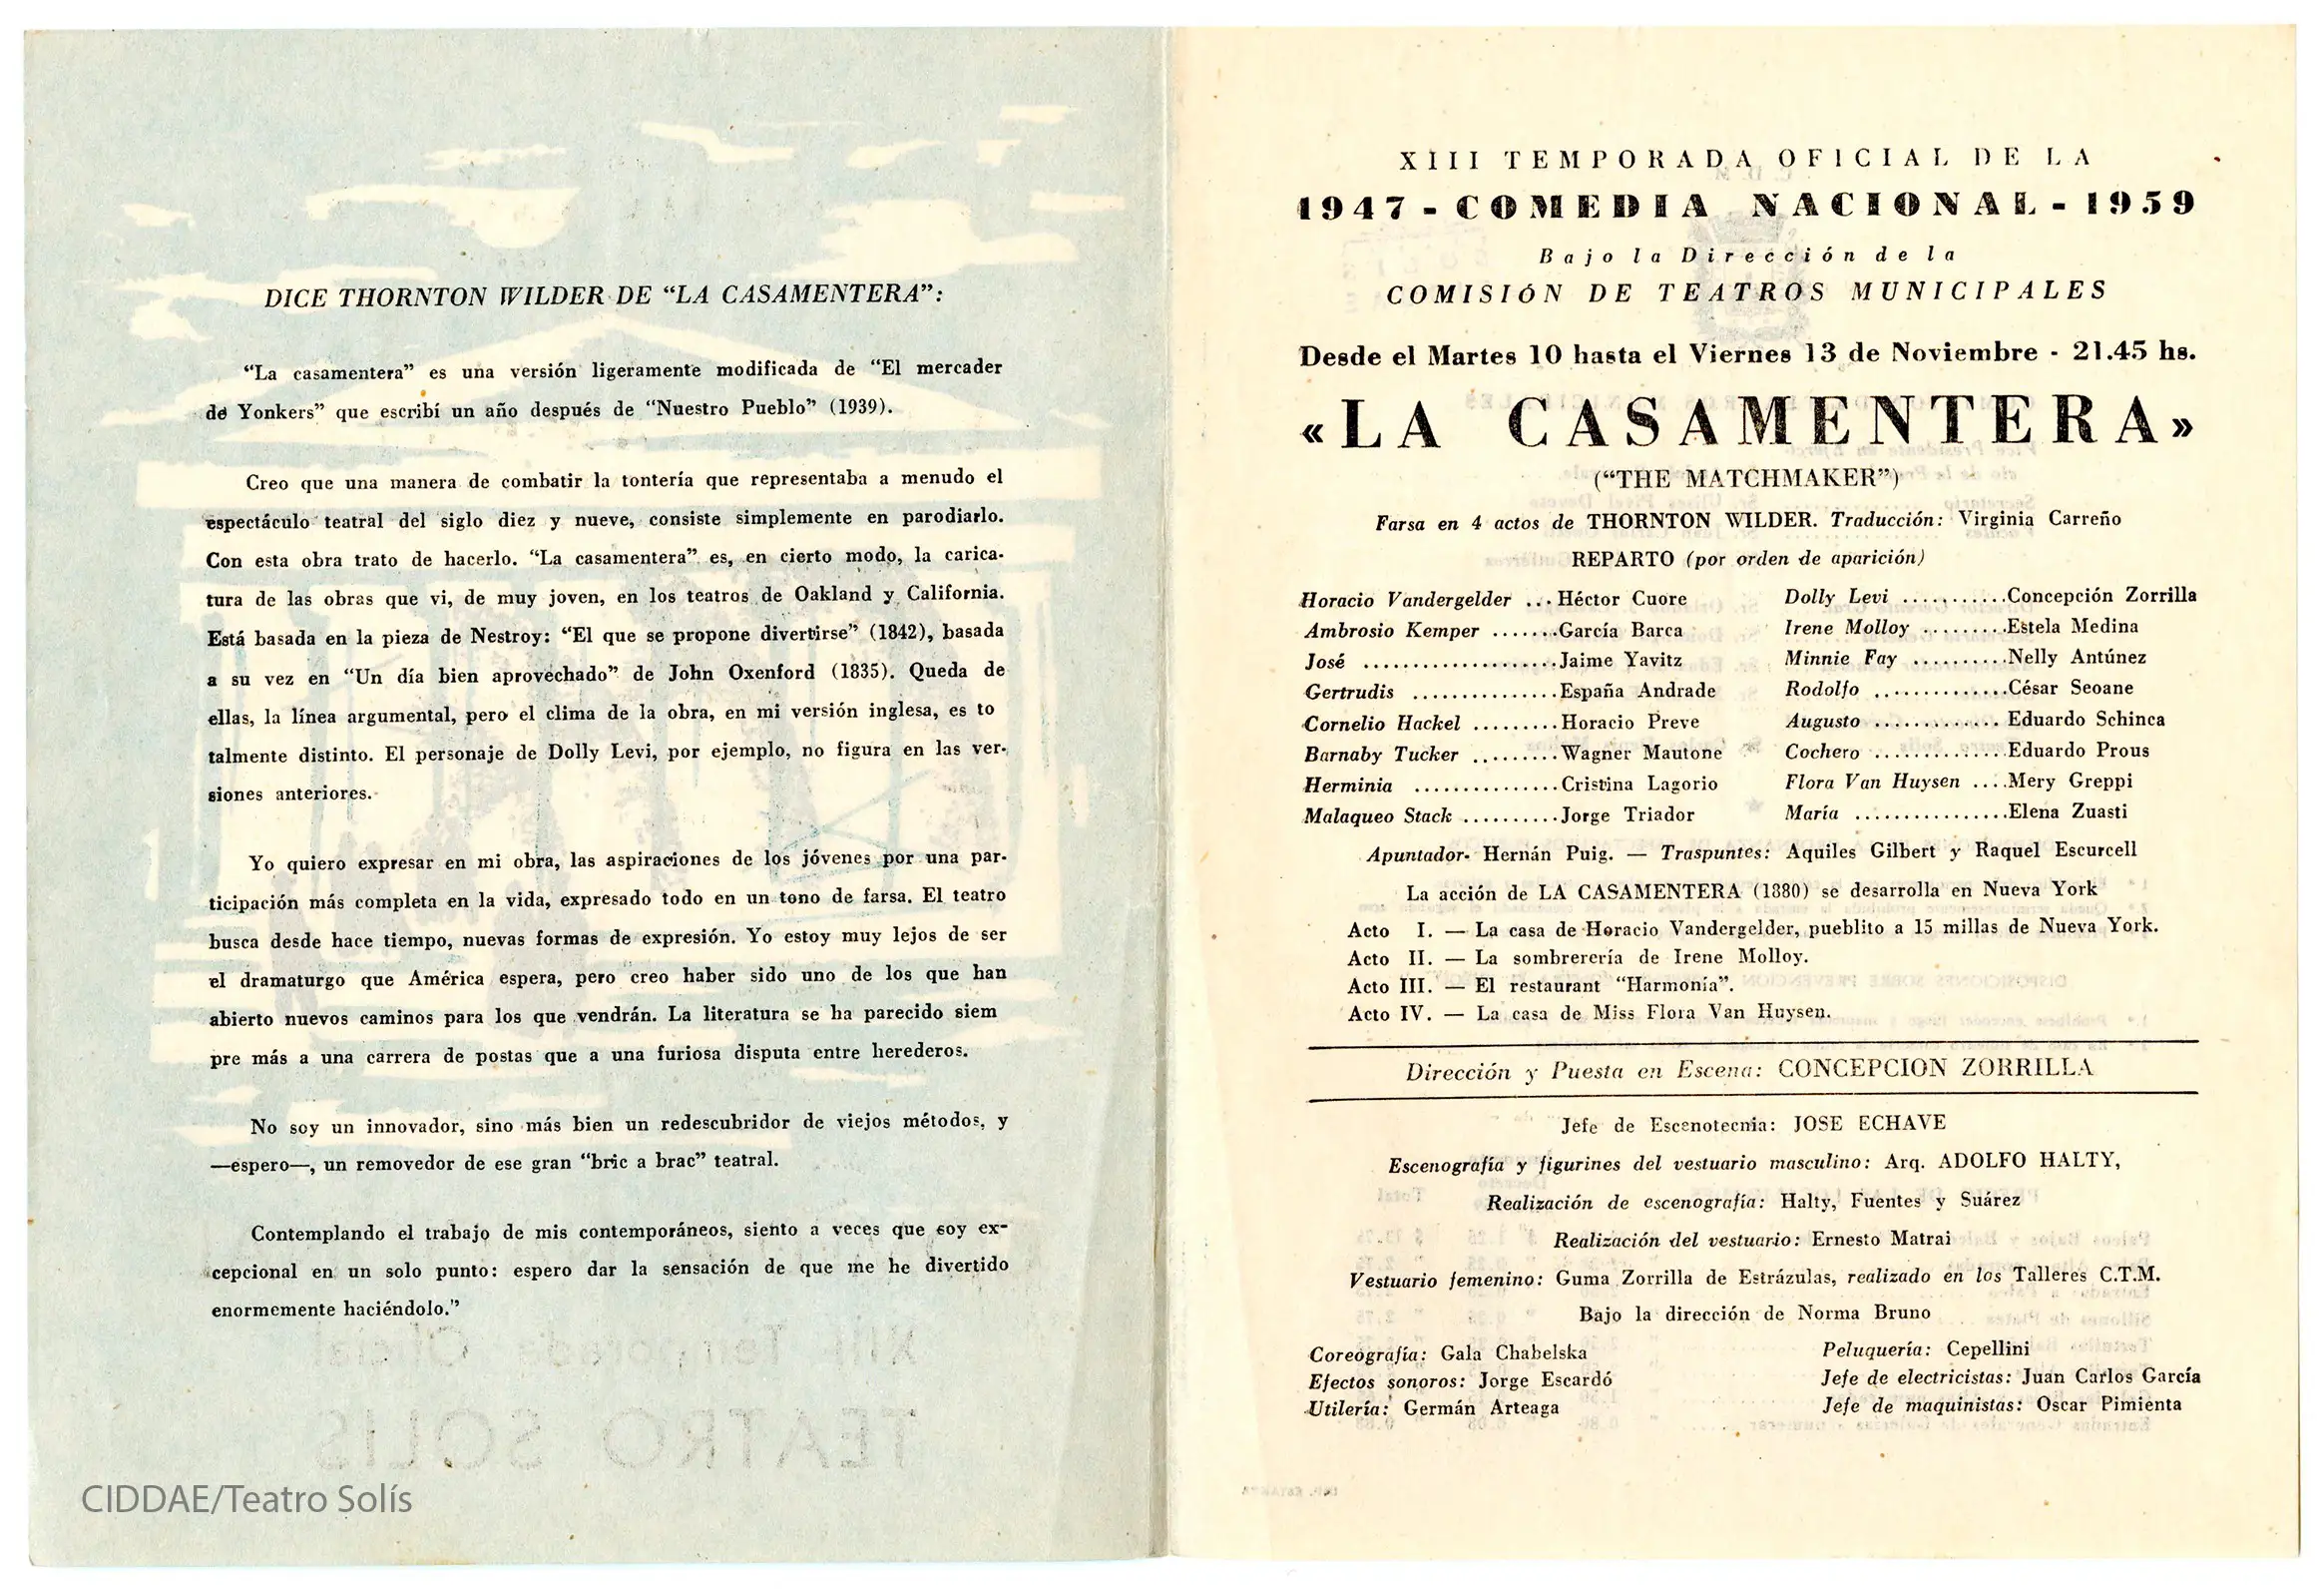 DICE THORNTON WILDER DE “LA CASAMENTERA”:
“La casamentera” es una versión ligeramente modificada de “El mercader
de Yonkers” que escribí un año después de “Nuestro Pueblo” (1939).
Creo que una manera de combatir la tontería que representaba a menudo el
espectáculo teatral del siglo diez y nueve, consiste simplemente en parodiarlo.
Con esta obra trato de hacerlo. “La casamentera” es, en cierto modo, la carica-
tura de las obras que vi, de muy joven, en los teatros de Oakland y California.
Está basada en la pieza de Nestroy: “El que se propone divertirse” (1842), basada
a su vez en “Un día bien aprovechado” de John Oxenford (1835). Queda de
ellas, la línea argumental, pero el clima de la obra, en mi versión inglesa, es to
talmente distinto. El personaje de Dolly Levi, por ejemplo, no figura en las ver-
siones anteriores.
Yo quiero expresar en mi obra, las aspiraciones de los jóvenes por una par-
ticipación más completa en la vida, expresado todo en un tono de farsa. El teatro
busca desde hace tiempo, nuevas formas de expresión. Yo estoy muy lejos de ser
el dramaturgo que América espera, pero creo haber sido uno de los que han
abierto nuevos caminos para los que vendrán. La literatura se ha parecido siem
pre más a una carrera de postas que a una furiosa disputa entre herederos.
No soy un innovador, sino más bien un redescubridor de viejos métodos, y
—espero—, un removedor de ese gran “bric a brac” teatral.
Contemplando el trabajo de mis contemporáneos, siento a veces que soy ex-
cepcional en un solo punto: espero dar la sensación de que me he divertido
enormemente haciéndolo.”
CIDDAE/Teatro Solís
XIII TEMPORADA OFICIAL DE LA
1947 - COMEDIA NACIONAL - 1959
Bajo la Dirección de la
COMISIÓN DE TEATROS MUNICIPALES
Desde el Martes 10 hasta el Viernes 13 de Noviembre - 21.45 hs.
«LA CASAMENTERA»
(“THE MATCHMAKER”)
Farsa en 4 actos de THORNTON WILDER. Traducción: Virginia Carreño
REPARTO (por orden de aparición)
Horacio Vandergelder ... Héctor Cuore
Ambrosio Kemper ....... García Barca
José .................... Jaime Yavitz
Gertrudis ............... España Andrade
Cornelio Hackel ......... Horacio Preve
Barnaby Tucker ......... Wagner Mautone
Herminia ............... Cristina Lagorio
Malaqueo Stack .......... Jorge Triador
Dolly Levi ........... Concepción Zorrilla
Irene Molloy ......... Estela Medina
Minnie Fay .......... Nelly Antúnez
Rodolfo .............. César Seoane
Augusto ............. Eduardo Schinca
Cochero .............. Eduardo Prous
Flora Van Huysen .... Mery Greppi
María ................ Elena Zuasti
Apuntador- Hernán Puig. — Traspuntes: Aquiles Gilbert y Raquel Escurcell
La acción de LA CASAMENTERA (1880) se desarrolla en Nueva York
Acto I. — La casa de Horacio Vandergelder, pueblito a 15 millas de Nueva York.
Acto II. — La sombrerería de Irene Molloy.
Acto III. — El restaurant “Harmonía”.
Acto IV. — La casa de Miss Flora Van Huysen.
Dirección y Puesta en Escena: CONCEPCION ZORRILLA
Jefe de Escenotecnia: JOSE ECHAVE
Escenografía y figurines del vestuario masculino: Arq. ADOLFO HALTY,
Realización de escenografía: Halty, Fuentes y Suárez
Realización del vestuario: Ernesto Matrai
Vestuario femenino: Guma Zorrilla de Estrázulas, realizado en los Talleres C.T.M.
Bajo la dirección de Norma Bruno
Coreografía: Gala Chabelska
Efectos sonoros: Jorge Escardó
Utilería: Germán Arteaga
Peluquería: Cepellini
Jefe de electricistas: Juan Carlos García
Jefe de maquinistas: Oscar Pimienta